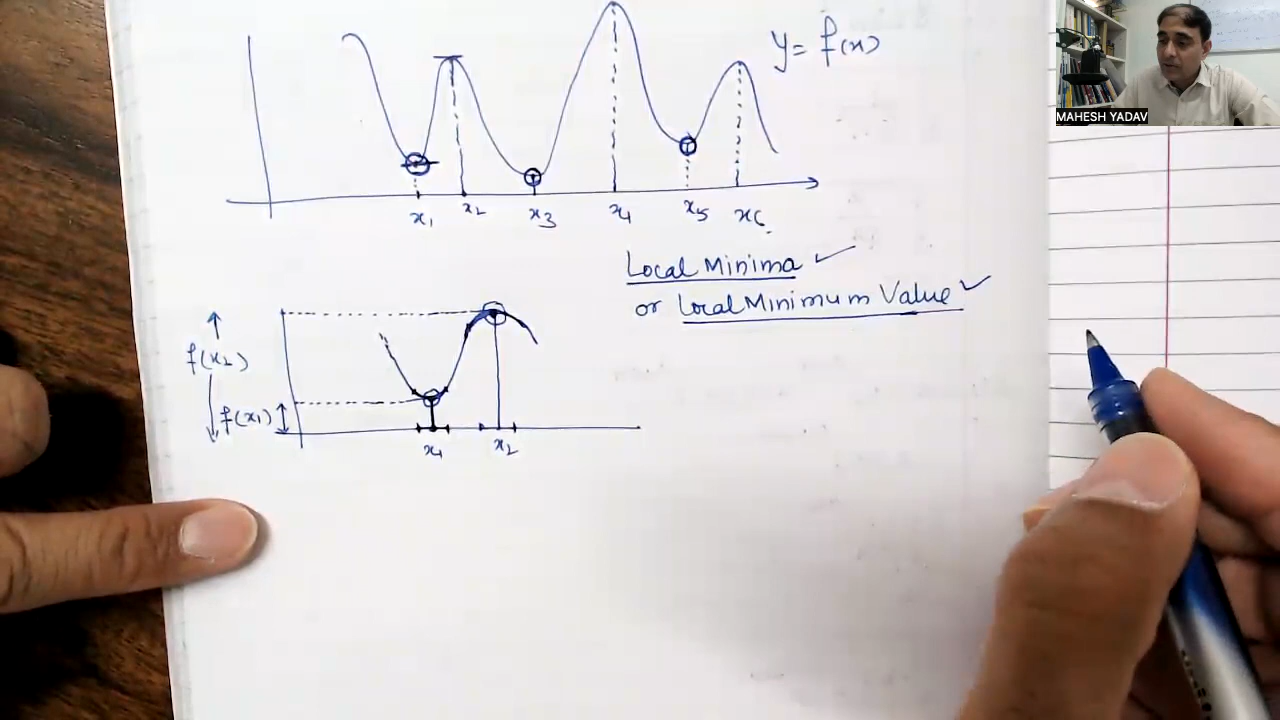 y = f(x)
MAHESH YADAV
x1 x2 x3 x4 x5 x6
Local Minima ✓
or Local Minimum Value ✓
f(x2)
f(x1)
x1 x2